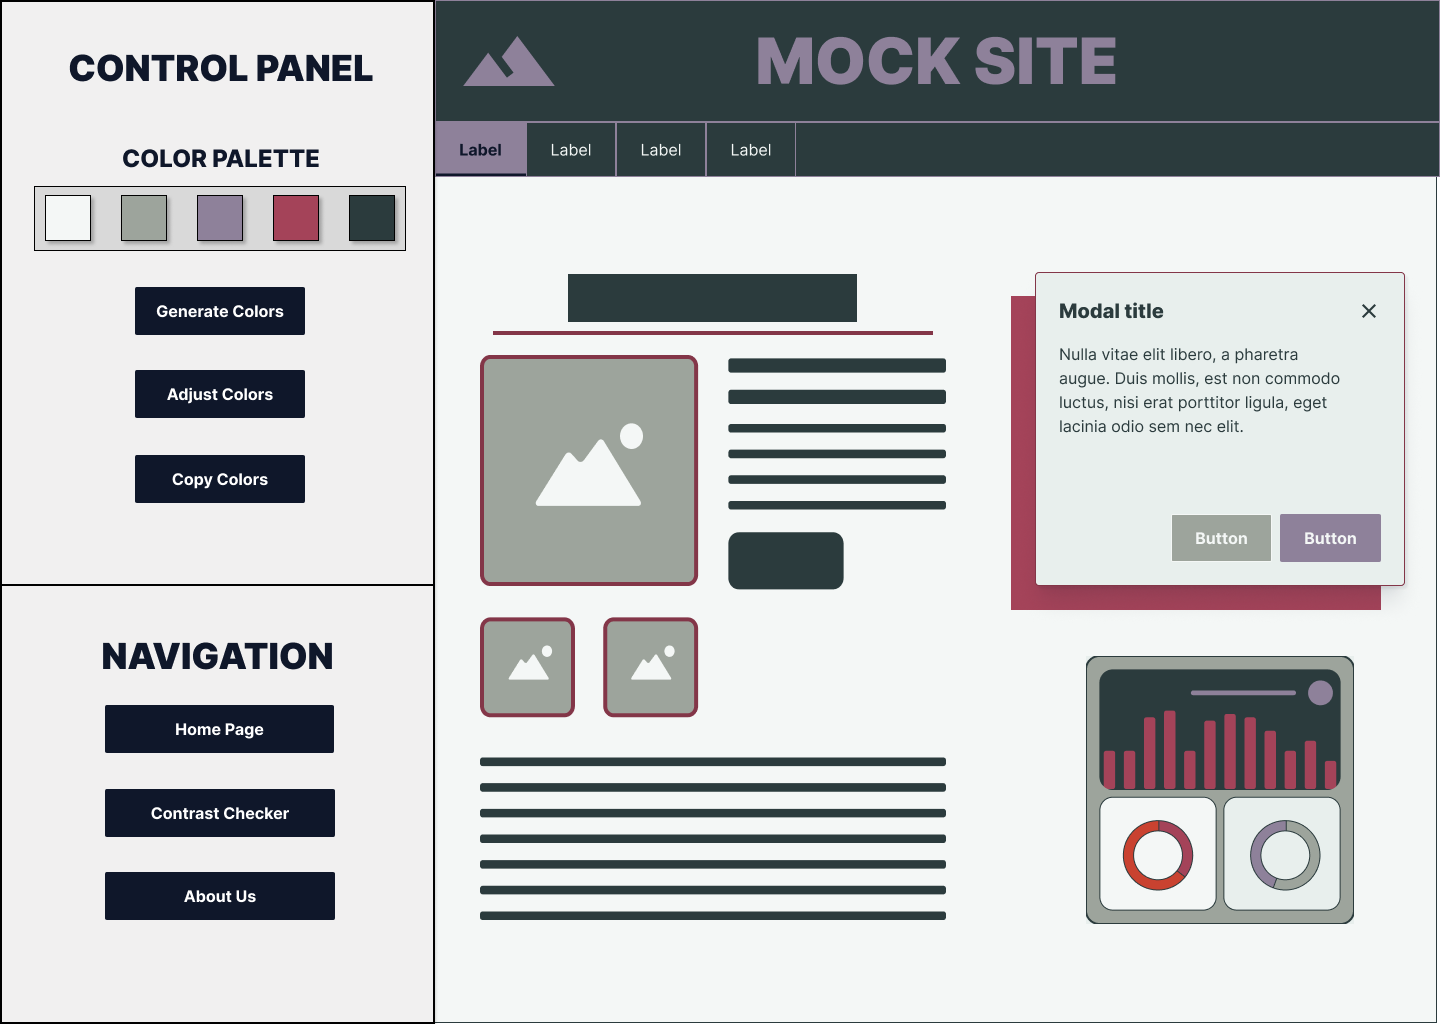 CONTROL PANEL
COLOR PALETTE
Generate Colors
Adjust Colors
Copy Colors
NAVIGATION
Home Page
Contrast Checker
About Us
MOCK SITE
Label
Label
Label
Label
Modal title
Nulla vitae elit libero, a pharetra
augue. Duis mollis, est non commodo
luctus, nisi erat porttitor ligula, eget
lacinia odio sem nec elit.
Button
Button